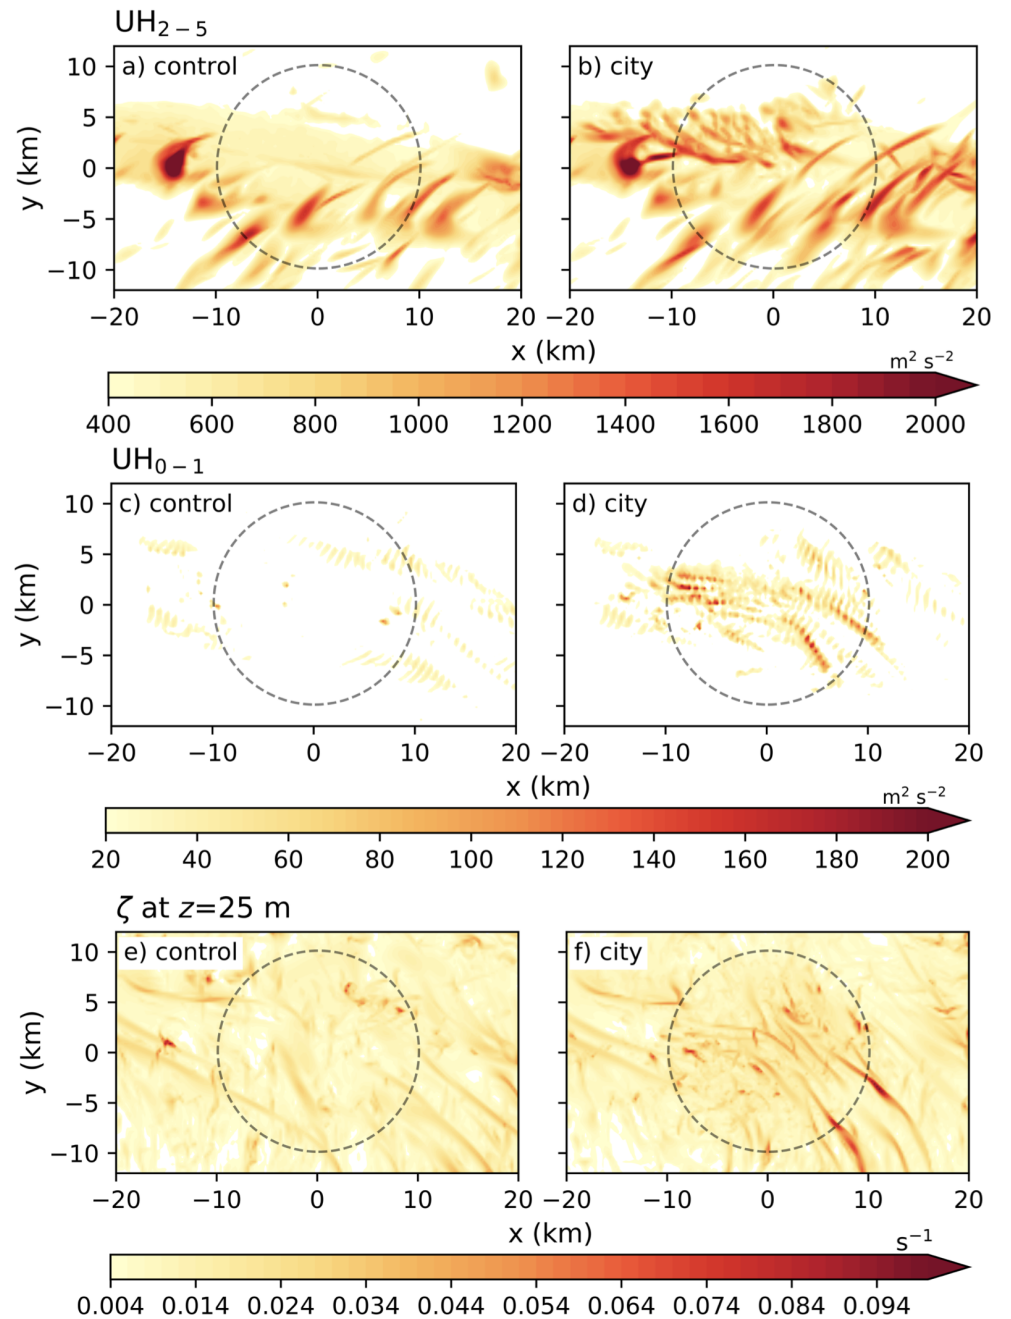 UH₂₋₅
a) control
b) city
10
5
0
−5
−10
y (km)
−20 −10 0 10 20
−20 −10 0 10 20
x (km)
m² s⁻²
400 600 800 1000 1200 1400 1600 1800 2000
UH₀₋₁
c) control
d) city
10
5
0
−5
−10
y (km)
−20 −10 0 10 20
−20 −10 0 10 20
x (km)
m² s⁻²
20 40 60 80 100 120 140 160 180 200
ζ at z=25 m
e) control
f) city
10
5
0
−5
−10
y (km)
−20 −10 0 10 20
−20 −10 0 10 20
x (km)
s⁻¹
0.004 0.014 0.024 0.034 0.044 0.054 0.064 0.074 0.084 0.094